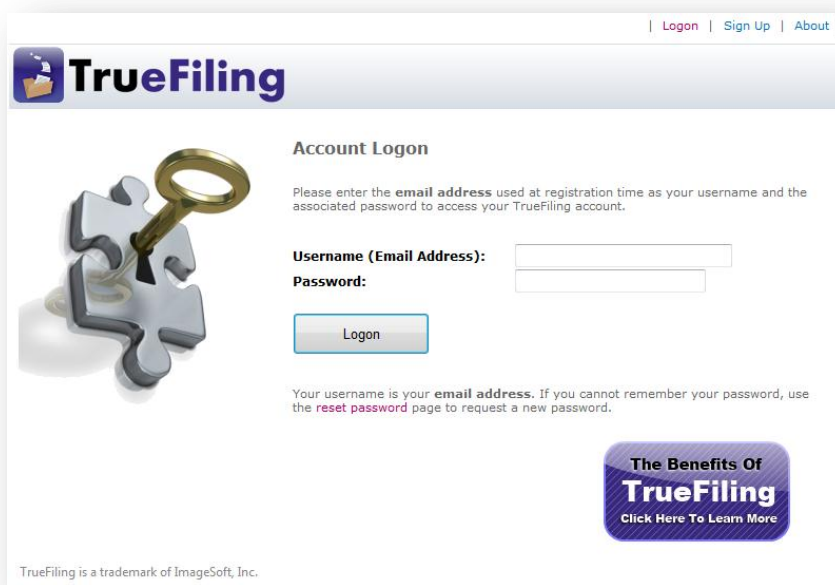 | Logon | Sign Up | About
TrueFiling
Account Logon
Please enter the email address used at registration time as your username and the
associated password to access your TrueFiling account.
Username (Email Address):
Password:
Logon
Your username is your email address. If you cannot remember your password, use
the reset password page to request a new password.
The Benefits Of
TrueFiling
Click Here To Learn More
TrueFiling is a trademark of ImageSoft, Inc.